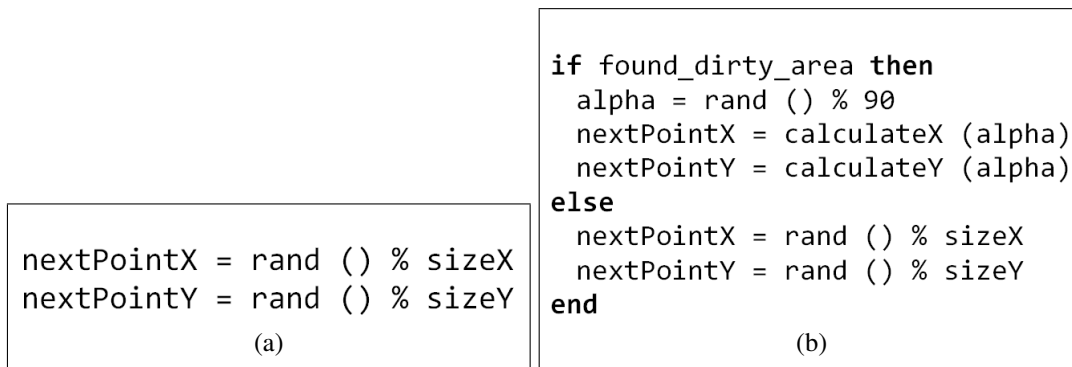 nextPointX = rand () % sizeX
nextPointY = rand () % sizeY
(a)
if found_dirty_area then
alpha = rand () % 90
nextPointX = calculateX (alpha)
nextPointY = calculateY (alpha)
else
nextPointX = rand () % sizeX
nextPointY = rand () % sizeY
end
(b)